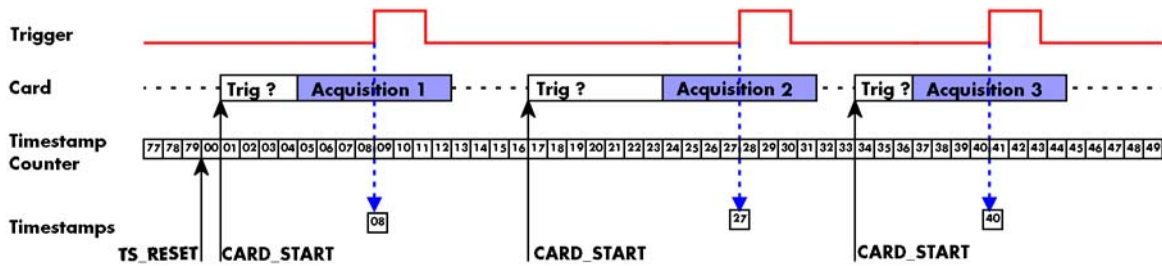 Trigger
Card
Trig ? Acquisition 1 Trig ? Acquisition 2 Trig ? Acquisition 3
Timestamp
Counter
77 78 79 00 01 02 03 04 05 06 07 08 09 10 11 12 13 14 15 16 17 18 19 20 21 22 23 24 25 26 27 28 29 30 31 32 33 34 35 36 37 38 39 40 41 42 43 44 45 46 47 48 49
Timestamps
08 27 40
TS_RESET CARD_START CARD_START CARD_START